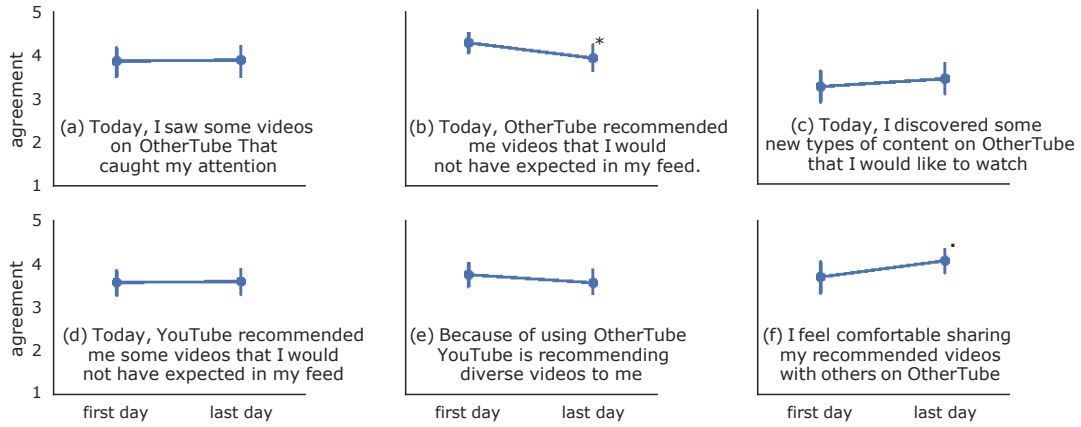 5
4
3
2
1
agreement
(a) Today, I saw some videos
on OtherTube That
caught my attention
*
(b) Today, OtherTube recommended
me videos that I would
not have expected in my feed.
(c) Today, I discovered some
new types of content on OtherTube
that I would like to watch
5
4
3
2
1
agreement
(d) Today, YouTube recommended
me some videos that I would
not have expected in my feed
first day last day
(e) Because of using OtherTube
YouTube is recommending
diverse videos to me
first day last day
.
(f) I feel comfortable sharing
my recommended videos
with others on OtherTube
first day last day